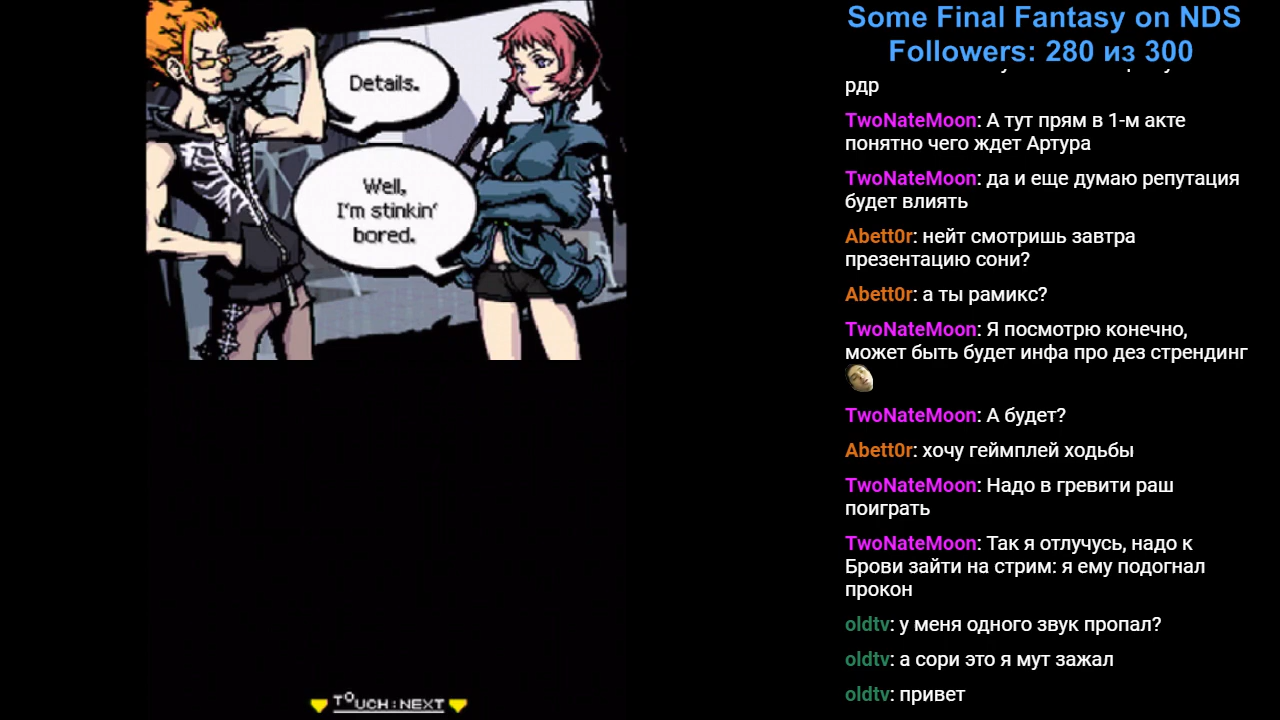 Details.
Well,
I'm stinkin'
bored.
TOUCH:NEXT
Some Final Fantasy on NDS
Followers: 280 из 300
рдр
TwoNateMoon: А тут прям в 1-м акте
понятно чего ждет Артура
TwoNateMoon: да и еще думаю репутация
будет влиять
Abett0r: нейт смотришь завтра
презентацию сони?
Abett0r: а ты рамикс?
TwoNateMoon: Я посмотрю конечно,
может быть будет инфа про дез стрендинг
TwoNateMoon: А будет?
Abett0r: хочу геймплей ходьбы
TwoNateMoon: Надо в гревити раш
поиграть
TwoNateMoon: Так я отлучусь, надо к
Брови зайти на стрим: я ему подогнал
прокон
oldtv: у меня одного звук пропал?
oldtv: а сори это я мут зажал
oldtv: привет